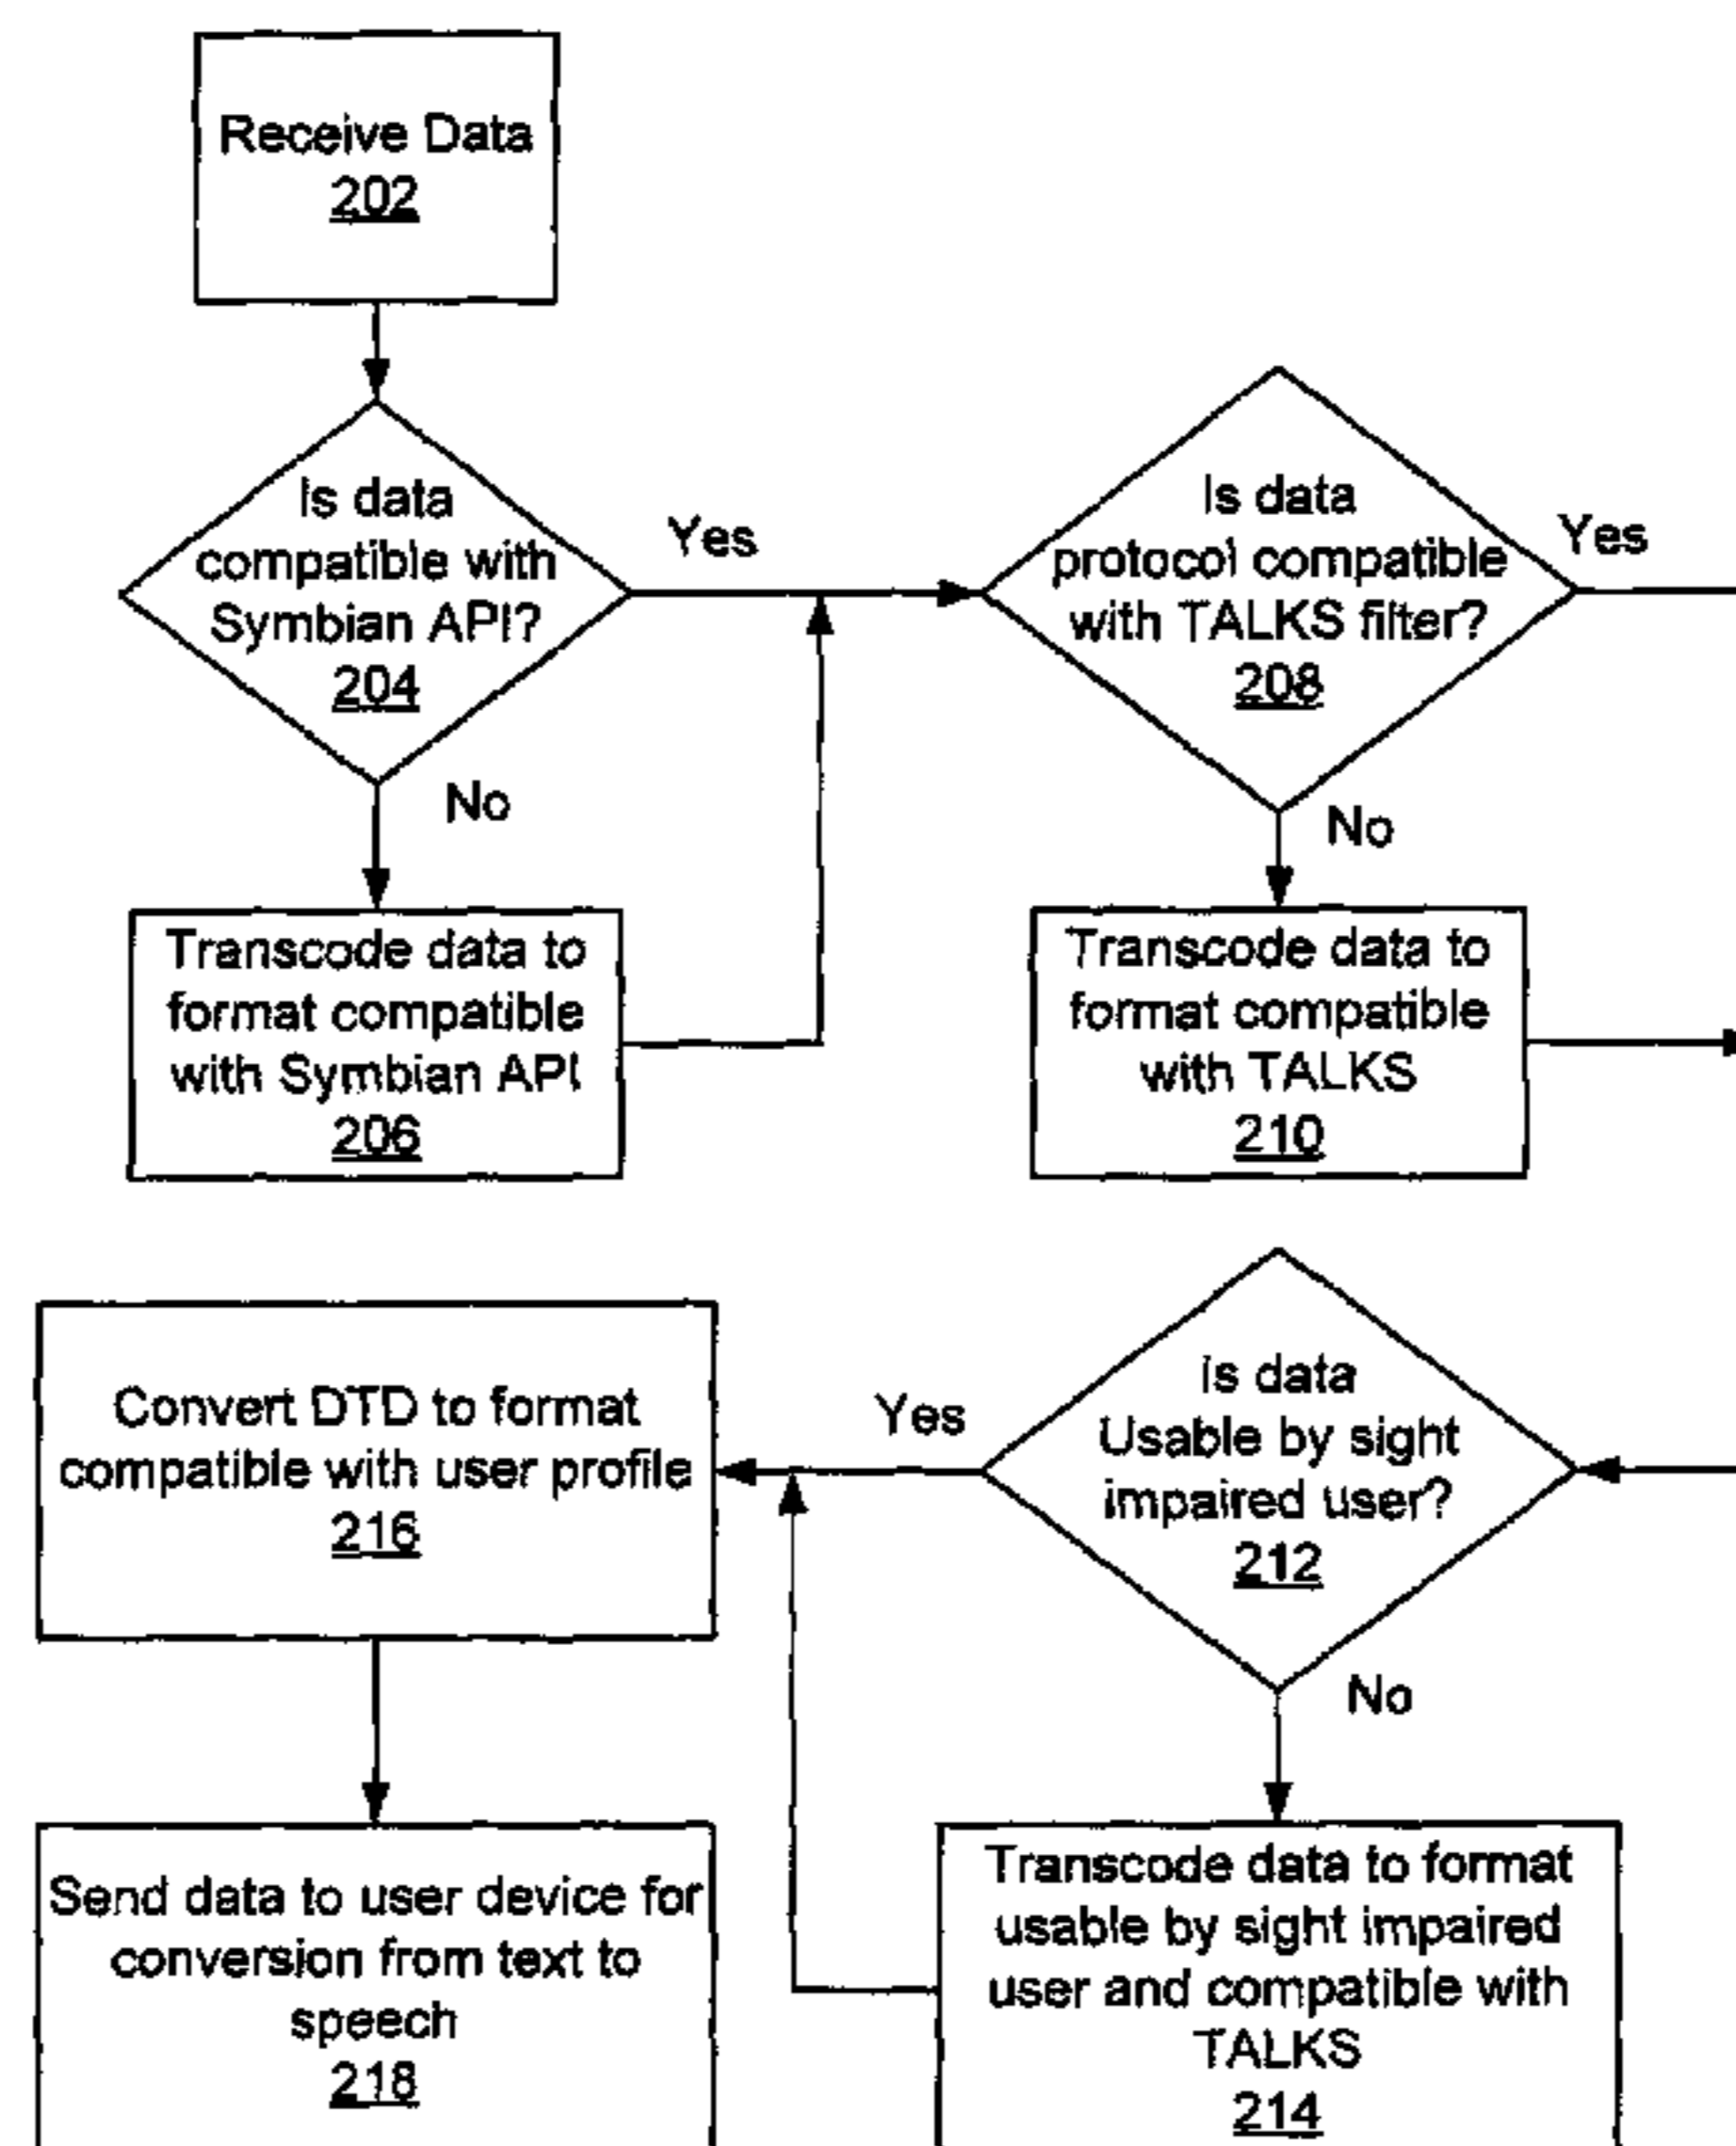 Receive Data
202
Is data
compatible with
Symbian API?
204
Yes
No
Transcode data to
format compatible
with Symbian API
206
Is data
protocol compatible
with TALKS filter?
208
Yes
No
Transcode data to
format compatible
with TALKS
210
Is data
Usable by sight
impaired user?
212
Yes
No
Transcode data to format
usable by sight impaired
user and compatible with
TALKS
214
Convert DTD to format
compatible with user profile
216
Send data to user device for
conversion from text to
speech
218